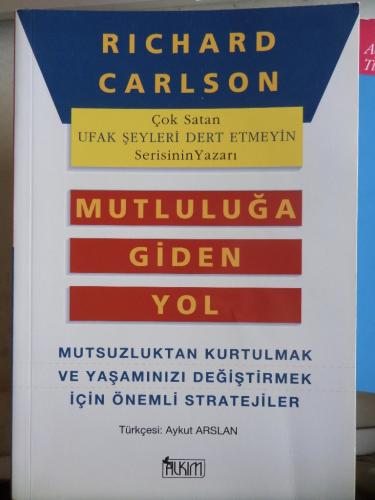 RICHARD
CARLSON
Çok Satan
UFAK ŞEYLERİ DERT ETMEYİN
SerisininYazarı
MUTLULUĞA
GİDEN
YOL
MUTSUZLUKTAN KURTULMAK
VE YAŞAMINIZI DEĞİŞTİRMEK
İÇİN ÖNEMLİ STRATEJİLER
Türkçesi: Aykut ARSLAN
ALKIM